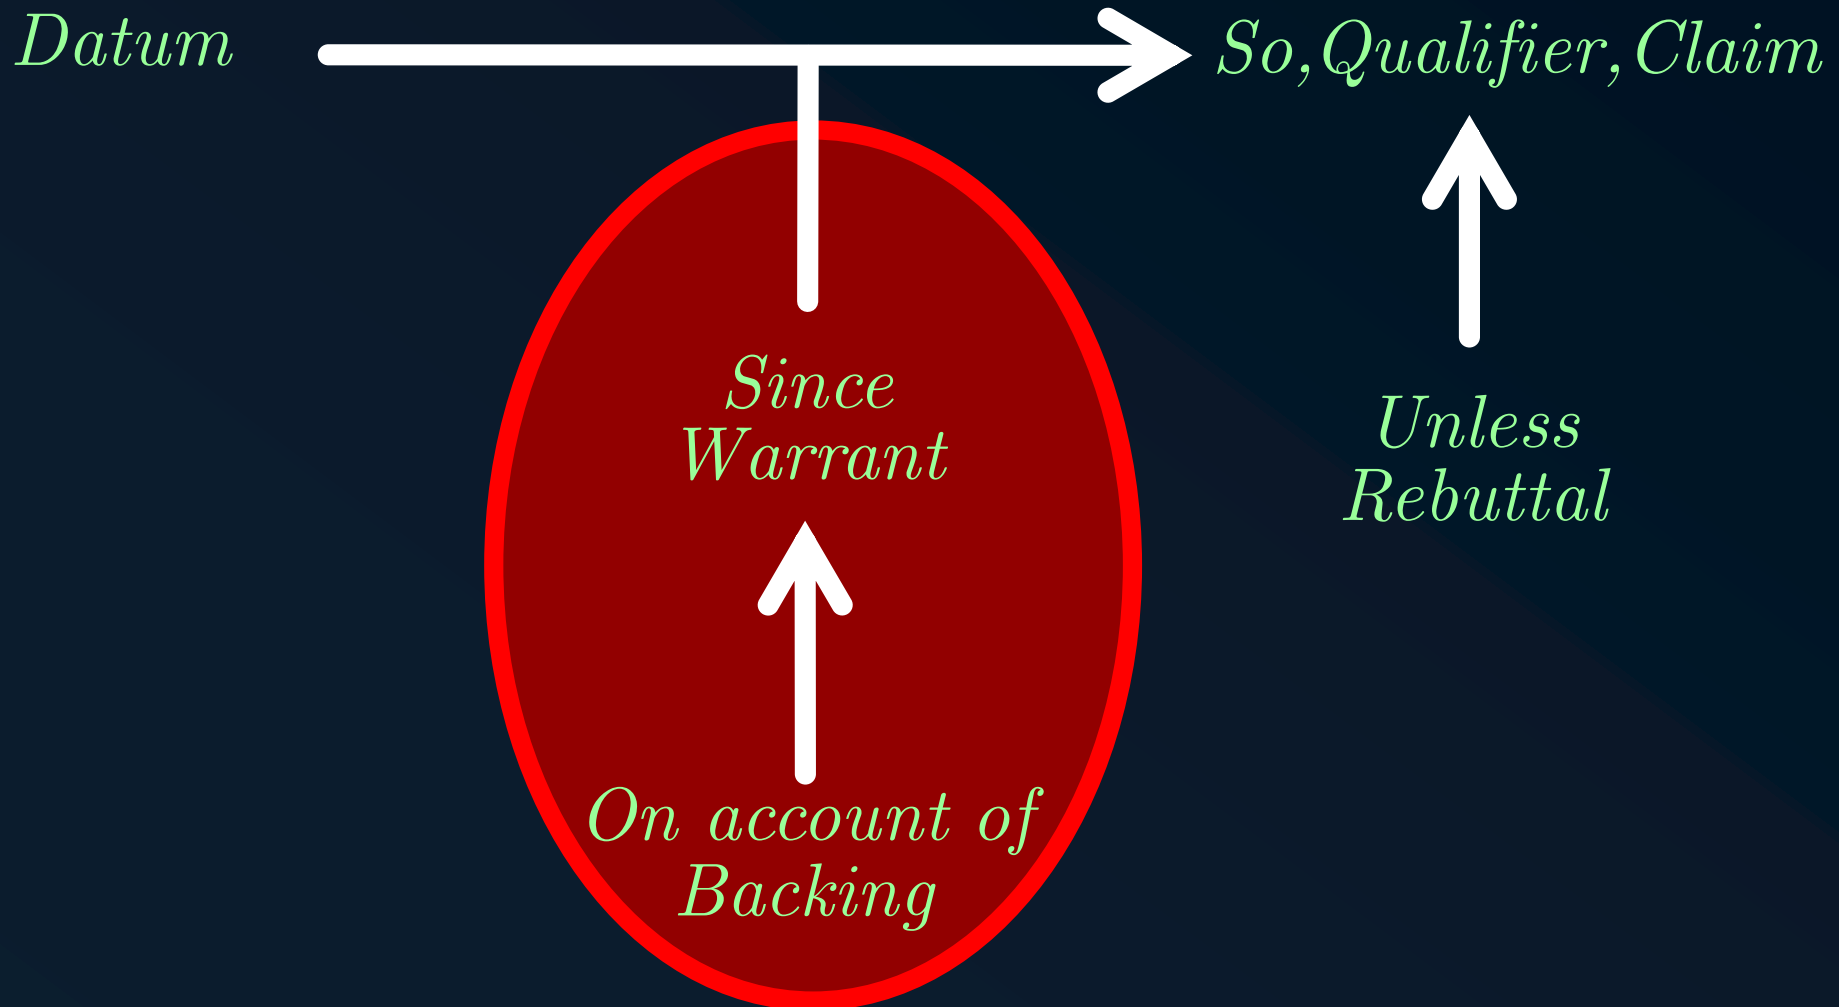 Datum
So,Qualifier,Claim
Since
Warrant
Unless
Rebuttal
On account of
Backing